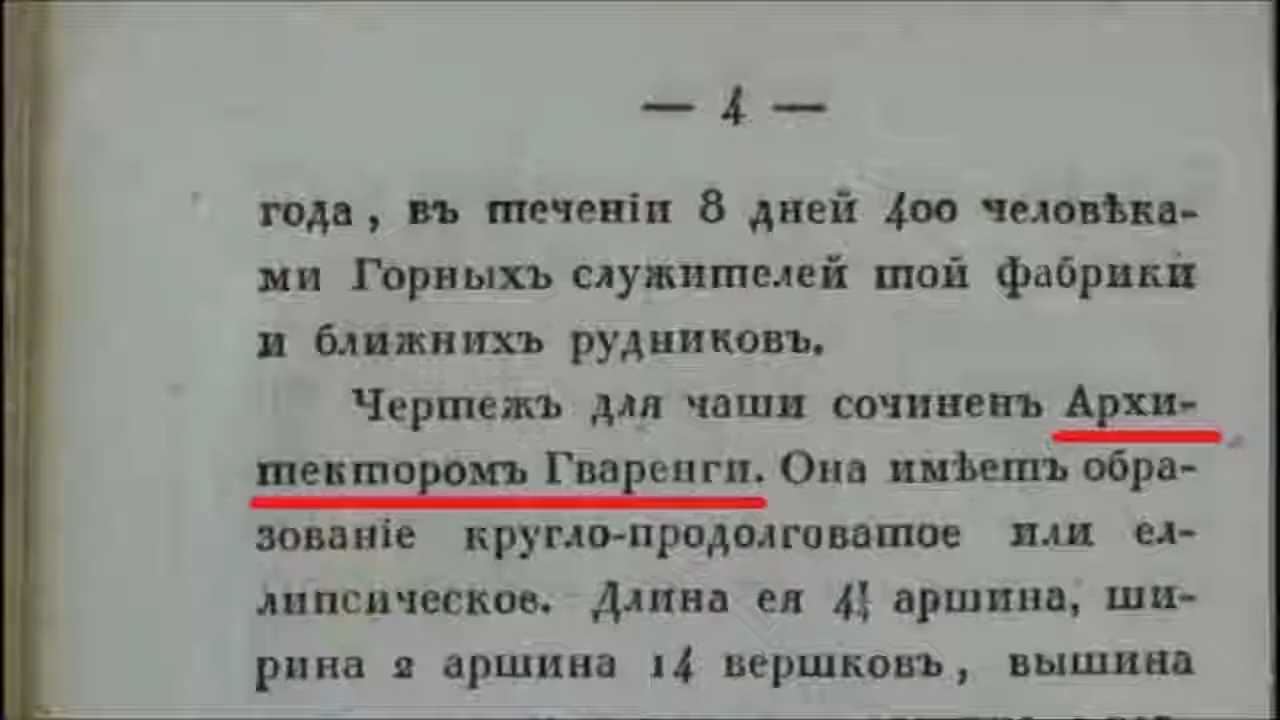 — 4 —
года, въ теченіи 8 дней 400 человѣка-
ми Горныхъ служителей той фабрики
и ближнихъ рудниковъ.
Чертежъ для чаши сочиненъ Архи-
текторомъ Гваренги. Она имѣетъ обра-
зованіе кругло-продолговатое или ел-
липсическое. Длина ея 4¼ аршина, ши-
рина 2 аршина 14 вершковъ, вышина